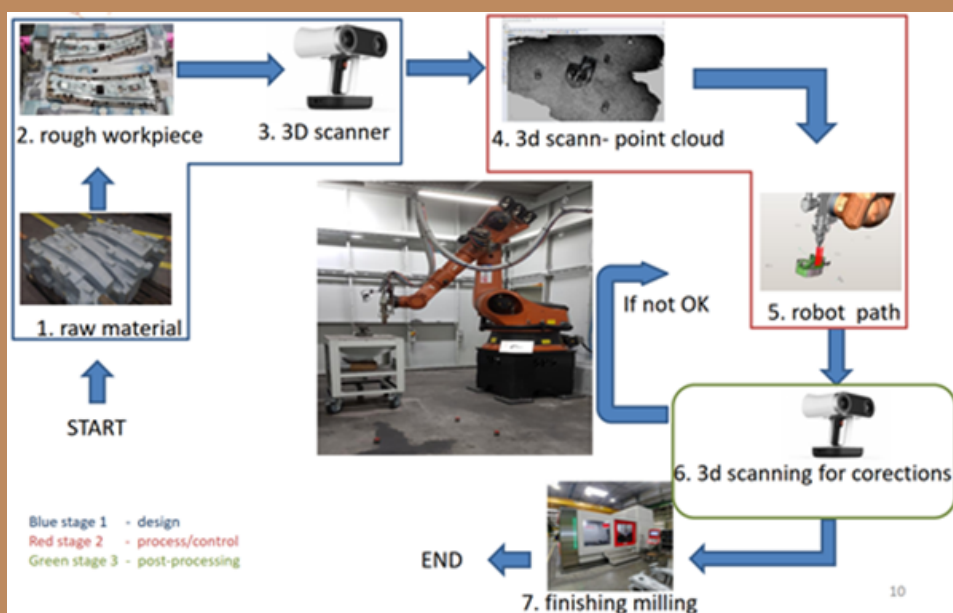 2. rough workpiece
3. 3D scanner
4. 3d scann- point cloud
1. raw material
If not OK
5. robot path
START
6. 3d scanning for corections
Blue stage 1 - design
Red stage 2 - process/control
Green stage 3 - post-processing
END
7. finishing milling
10